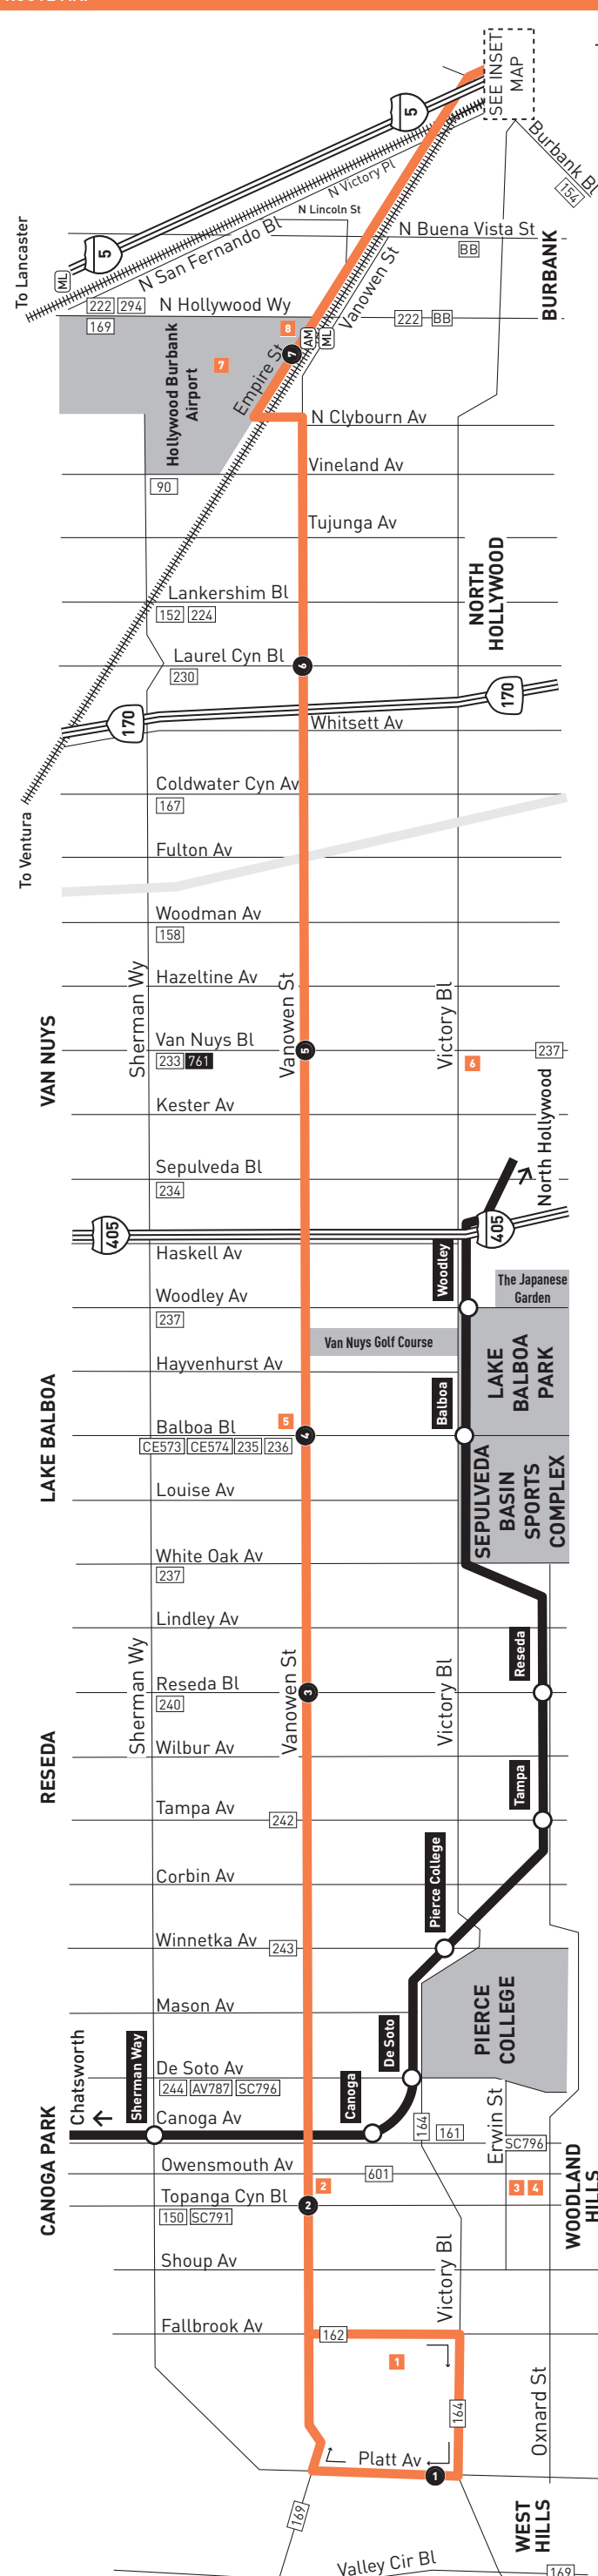 SEE INSET
MAP
5
Burbank Bl
154
N Victory Pl
N Lincoln St
N Buena Vista St
BB
BURBANK
To Lancaster
ML
5
N San Fernando Bl
Vanowen St
222 294
N Hollywood Wy
169
8
AM
ML
222 BB
7
7
Hollywood Burbank
Airport
Empire St
N Clybourn Av
Vineland Av
90
Tujunga Av
NORTH
HOLLYWOOD
Lankershim Bl
152 224
Laurel Cyn Bl
6
230
170
170
Whitsett Av
Coldwater Cyn Av
167
To Ventura
Fulton Av
Woodman Av
158
Hazeltine Av
Sherman Wy
Vanowen St
Victory Bl
VAN NUYS
Van Nuys Bl
5
237
233 761
6
Kester Av
North Hollywood
Sepulveda Bl
234
405
405
Haskell Av
Woodley
The Japanese
Garden
Woodley Av
237
Van Nuys Golf Course
LAKE
BALBOA
PARK
Hayvenhurst Av
Balboa
LAKE BALBOA
5
Balboa Bl
4
CE573 CE574 235 236
SEPULVEDA
BASIN
SPORTS
COMPLEX
Louise Av
White Oak Av
237
Lindley Av
Sherman Wy
Vanowen St
Victory Bl
Reseda
Reseda Bl
3
240
RESEDA
Wilbur Av
Tampa
Tampa Av
242
Pierce College
Corbin Av
Winnetka Av
243
PIERCE
COLLEGE
Mason Av
De Soto
Chatsworth
Sherman Way
De Soto Av
244 AV787 SC796
Canoga
Canoga Av
164
161
Erwin St
SC796
CANOGA PARK
Owensmouth Av
601
2
3 4
WOODLAND
HILLS
Topanga Cyn Bl
2
150 SC791
Shoup Av
Victory Bl
Fallbrook Av
162
1
164
Oxnard St
Platt Av
1
169
WEST
HILLS
Valley Cir Bl
169